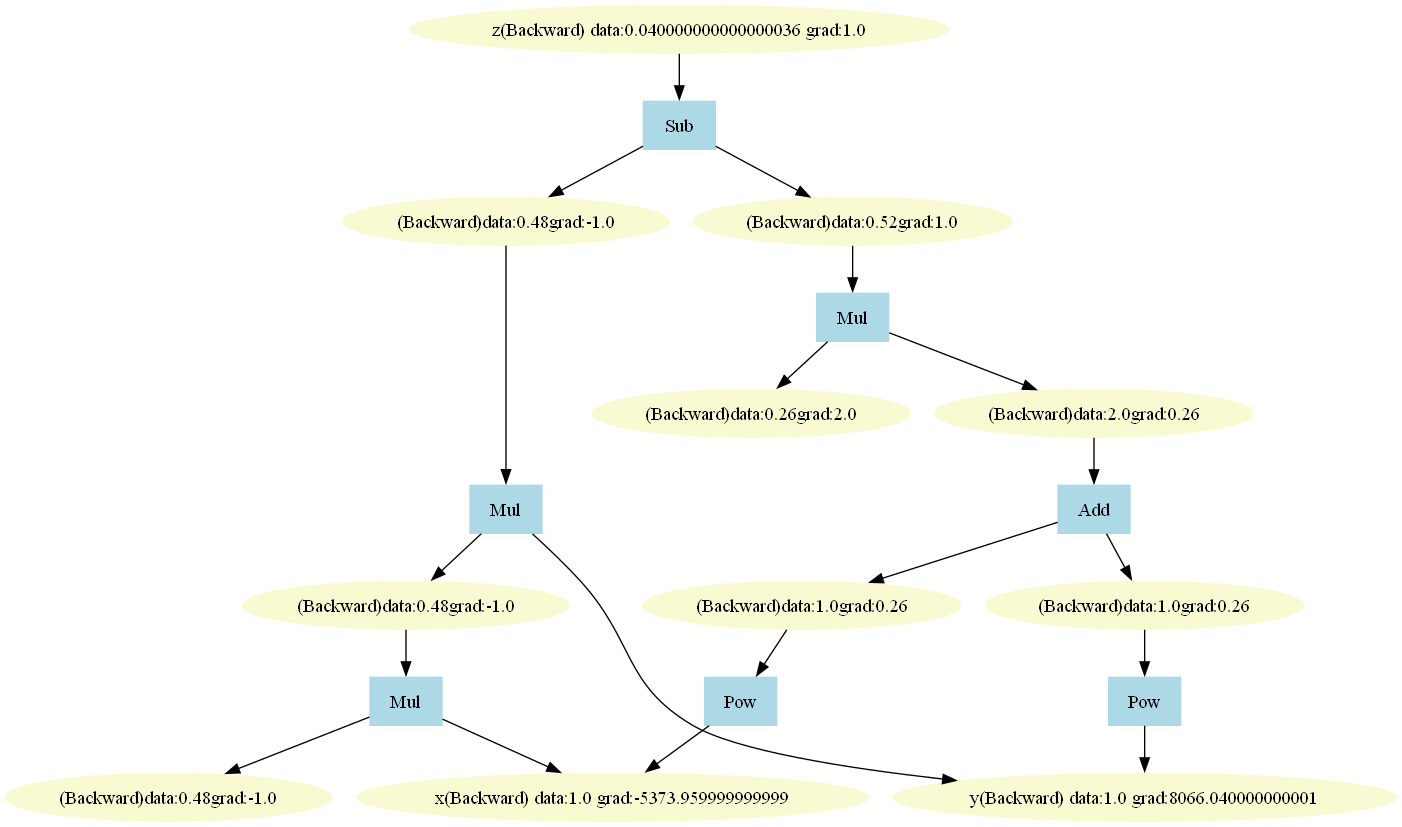 z(Backward) data:0.040000000000000036 grad:1.0
Sub
(Backward)data:0.48grad:-1.0
(Backward)data:0.52grad:1.0
Mul
(Backward)data:0.26grad:2.0
(Backward)data:2.0grad:0.26
Mul
Add
(Backward)data:0.48grad:-1.0
(Backward)data:1.0grad:0.26
(Backward)data:1.0grad:0.26
Mul
Pow
Pow
(Backward)data:0.48grad:-1.0
x(Backward) data:1.0 grad:-5373.959999999999
y(Backward) data:1.0 grad:8066.040000000001